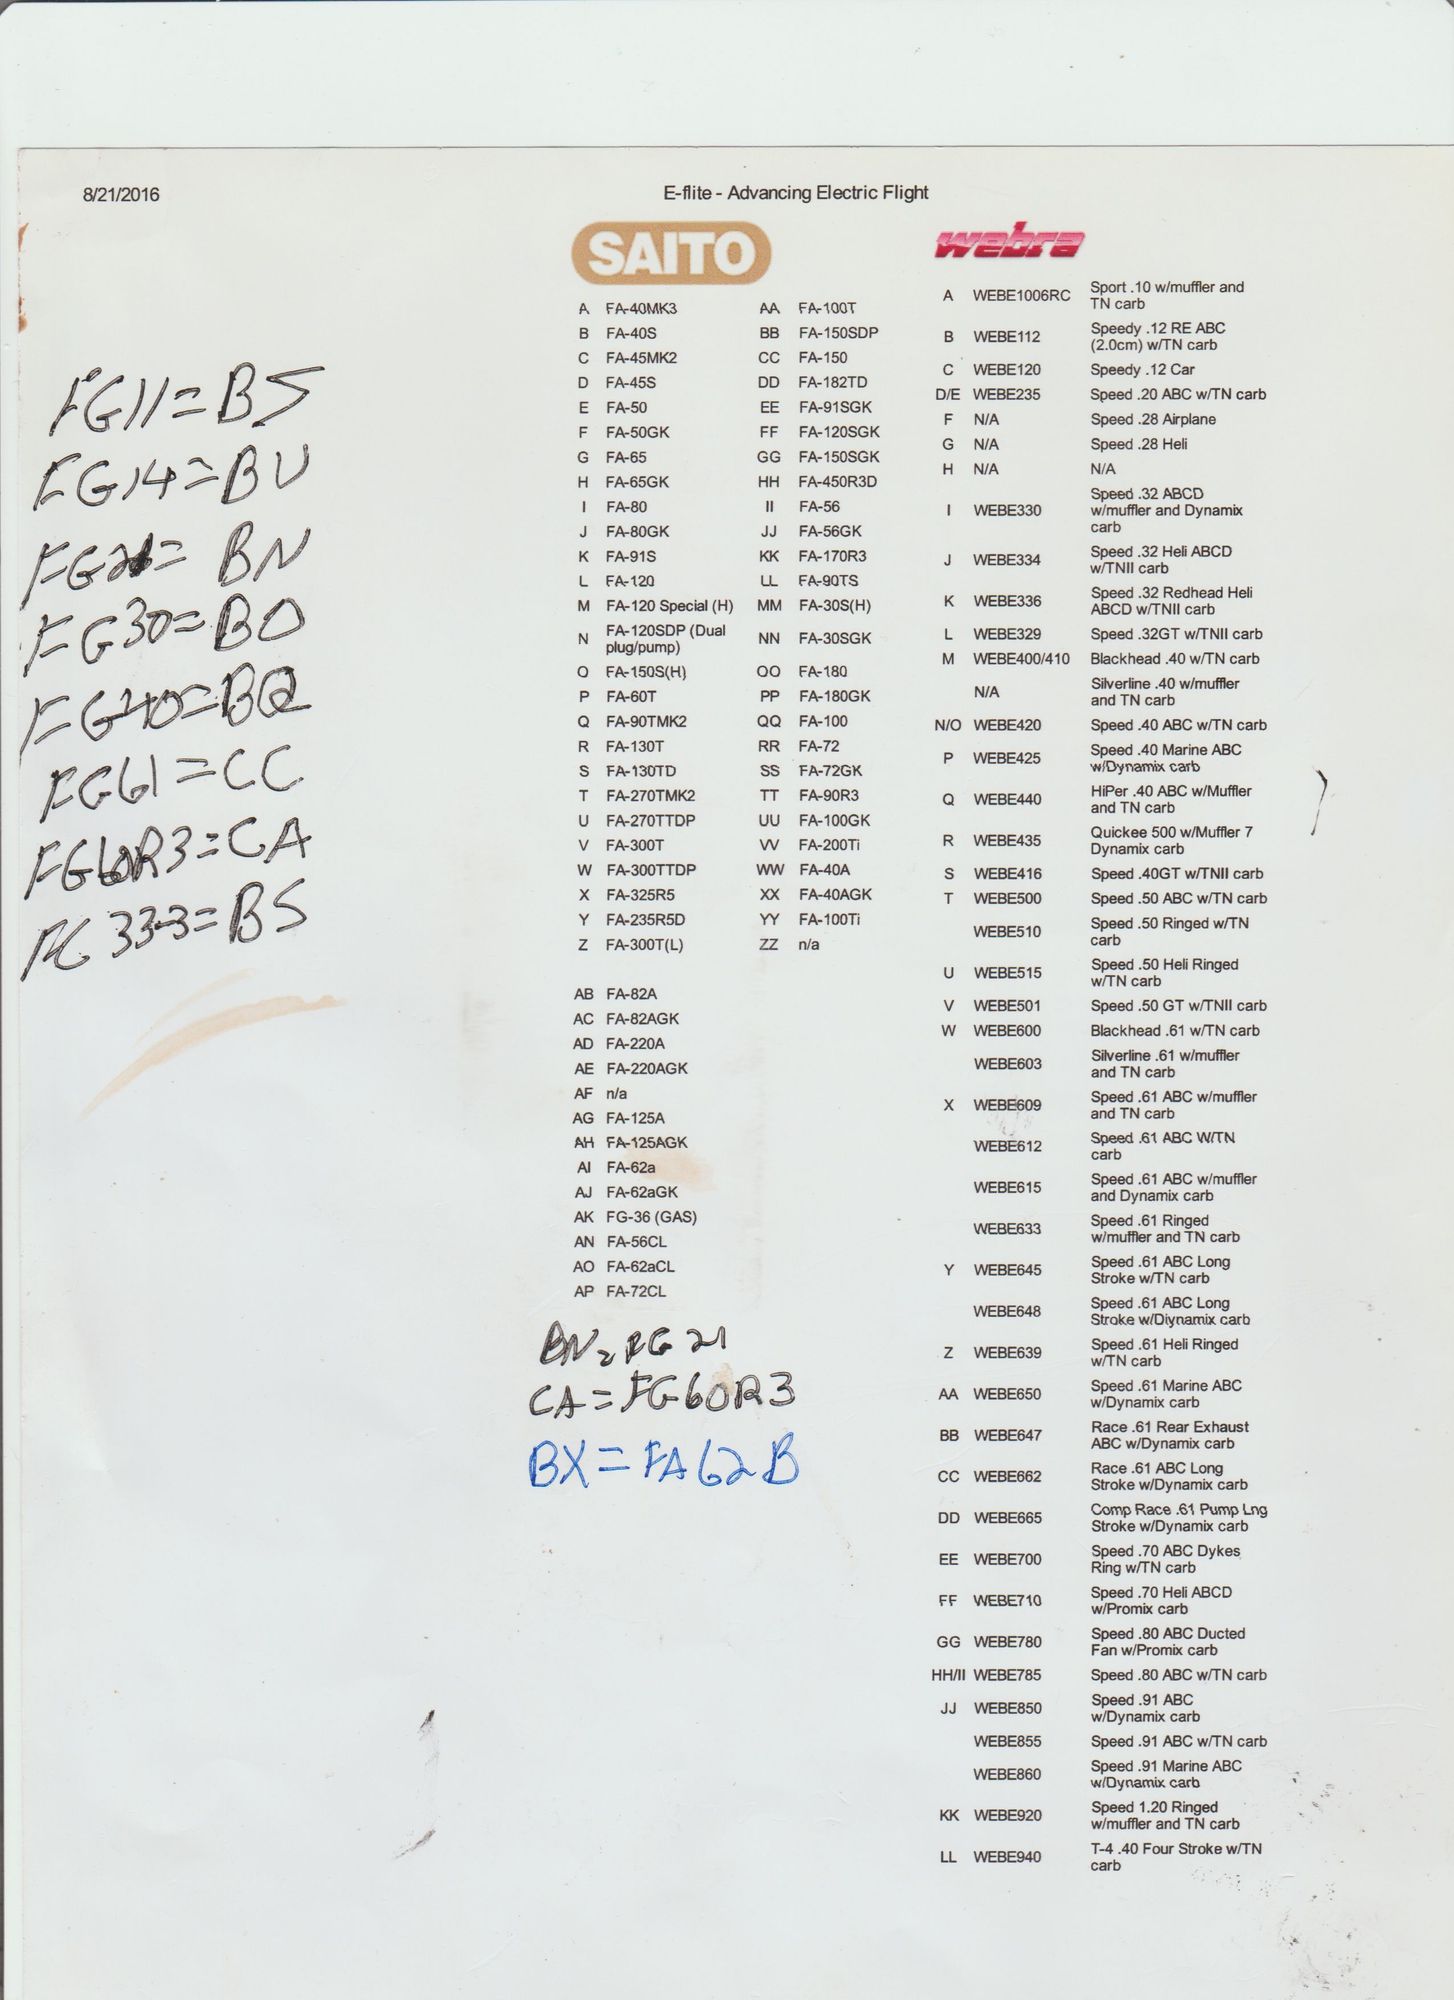 8/21/2016
E-flite - Advancing Electric Flight
FG11=BS
FG14=BU
FG21= BN
FG30=BO
FG40=BQ
FG61=CC
FG60R3=CA
FG 333=BS
SAITO
A FA-40MK3 AA FA-100T
B FA-40S BB FA-150SDP
C FA-45MK2 CC FA-150
D FA-45S DD FA-182TD
E FA-50 EE FA-91SGK
F FA-50GK FF FA-120SGK
G FA-65 GG FA-150SGK
H FA-65GK HH FA-450R3D
I FA-80 II FA-56
J FA-80GK JJ FA-56GK
K FA-91S KK FA-170R3
L FA-120 LL FA-90TS
M FA-120 Special (H) MM FA-30S(H)
N FA-120SDP (Dual
plug/pump) NN FA-30SGK
O FA-150S(H) OO FA-180
P FA-60T PP FA-180GK
Q FA-90TMK2 QQ FA-100
R FA-130T RR FA-72
S FA-130TD SS FA-72GK
T FA-270TMK2 TT FA-90R3
U FA-270TTDP UU FA-100GK
V FA-300T VV FA-200Ti
W FA-300TTDP WW FA-40A
X FA-325R5 XX FA-40AGK
Y FA-235R5D YY FA-100Ti
Z FA-300T(L) ZZ n/a
AB FA-82A
AC FA-82AGK
AD FA-220A
AE FA-220AGK
AF n/a
AG FA-125A
AH FA-125AGK
AI FA-62a
AJ FA-62aGK
AK FG-36 (GAS)
AN FA-56CL
AO FA-62aCL
AP FA-72CL
BN = FG 21
CA = FG60R3
BX = FA62B
webra
A WEBE1006RC Sport .10 w/muffler and
TN carb
B WEBE112 Speedy .12 RE ABC
(2.0cm) w/TN carb
C WEBE120 Speedy .12 Car
D/E WEBE235 Speed .20 ABC w/TN carb
F N/A Speed .28 Airplane
G N/A Speed .28 Heli
H N/A N/A
I WEBE330 Speed .32 ABCD
w/muffler and Dynamix
carb
J WEBE334 Speed .32 Heli ABCD
w/TNII carb
K WEBE336 Speed .32 Redhead Heli
ABCD w/TNII carb
L WEBE329 Speed .32GT w/TNII carb
M WEBE400/410 Blackhead .40 w/TN carb
N/A Silverline .40 w/muffler
and TN carb
N/O WEBE420 Speed .40 ABC w/TN carb
P WEBE425 Speed .40 Marine ABC
w/Dynamix carb
Q WEBE440 HiPer .40 ABC w/Muffler
and TN carb
R WEBE435 Quickee 500 w/Muffler 7
Dynamix carb
S WEBE416 Speed .40GT w/TNII carb
T WEBE500 Speed .50 ABC w/TN carb
WEBE510 Speed .50 Ringed w/TN
carb
U WEBE515 Speed .50 Heli Ringed
w/TN carb
V WEBE501 Speed .50 GT w/TNII carb
W WEBE600 Blackhead .61 w/TN carb
WEBE603 Silverline .61 w/muffler
and TN carb
X WEBE609 Speed .61 ABC w/muffler
and TN carb
WEBE612 Speed .61 ABC W/TN
carb
WEBE615 Speed .61 ABC w/muffler
and Dynamix carb
WEBE633 Speed .61 Ringed
w/muffler and TN carb
Y WEBE645 Speed .61 ABC Long
Stroke w/TN carb
WEBE648 Speed .61 ABC Long
Stroke w/Diynamix carb
Z WEBE639 Speed .61 Heli Ringed
w/TN carb
AA WEBE650 Speed .61 Marine ABC
w/Dynamix carb
BB WEBE647 Race .61 Rear Exhaust
ABC w/Dynamix carb
CC WEBE662 Race .61 ABC Long
Stroke w/Dynamix carb
DD WEBE665 Comp Race .61 Pump Lng
Stroke w/Dynamix carb
EE WEBE700 Speed .70 ABC Dykes
Ring w/TN carb
FF WEBE710 Speed .70 Heli ABCD
w/Promix carb
GG WEBE780 Speed .80 ABC Ducted
Fan w/Promix carb
HH/II WEBE785 Speed .80 ABC w/TN carb
JJ WEBE850 Speed .91 ABC
w/Dynamix carb
WEBE855 Speed .91 ABC w/TN carb
WEBE860 Speed .91 Marine ABC
w/Dynamix carb
KK WEBE920 Speed 1.20 Ringed
w/muffler and TN carb
LL WEBE940 T-4 .40 Four Stroke w/TN
carb